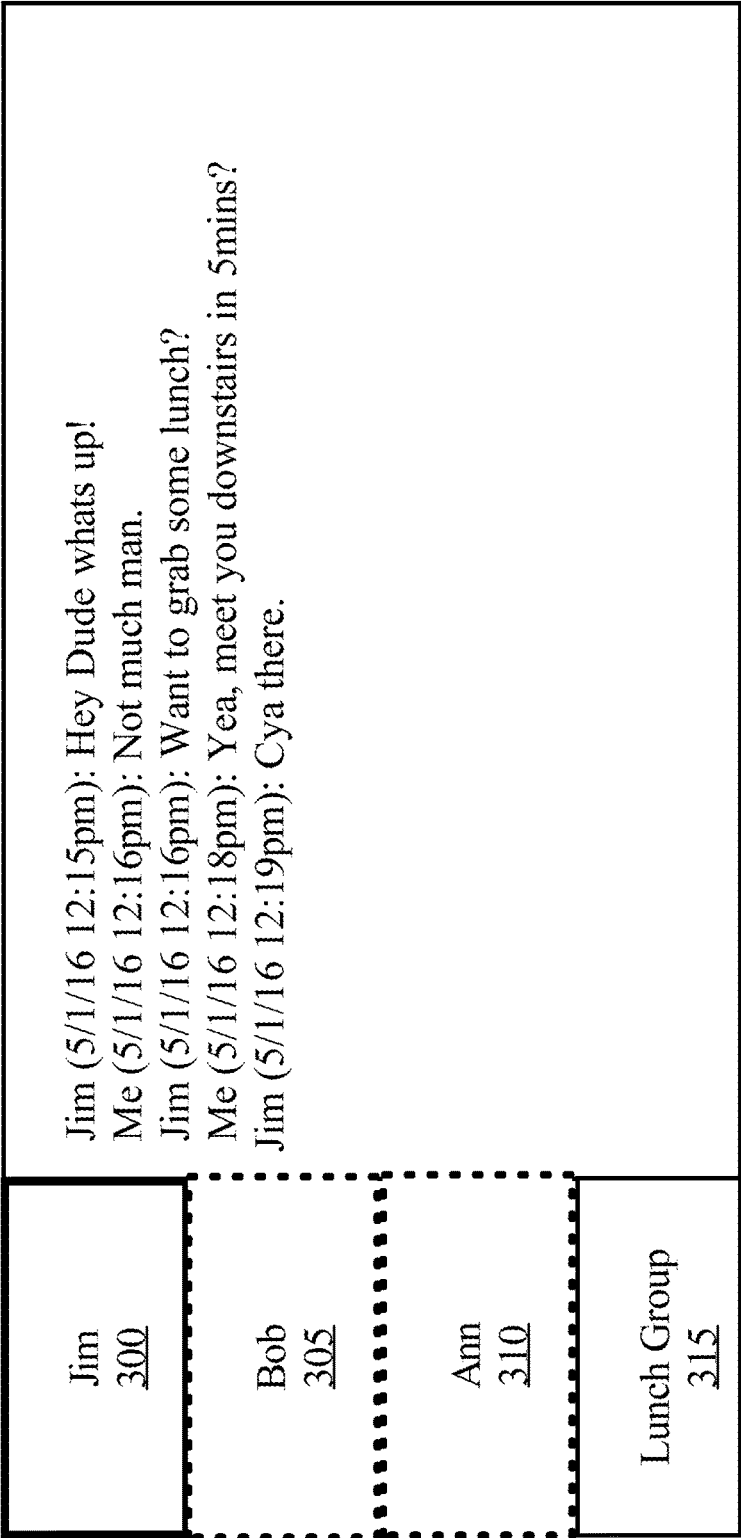 Jim
300
Bob
305
Ann
310
Lunch Group
315
Jim (5/1/16 12:15pm): Hey Dude whats up!
Me (5/1/16 12:16pm): Not much man.
Jim (5/1/16 12:16pm): Want to grab some lunch?
Me (5/1/16 12:18pm): Yea, meet you downstairs in 5mins?
Jim (5/1/16 12:19pm): Cya there.